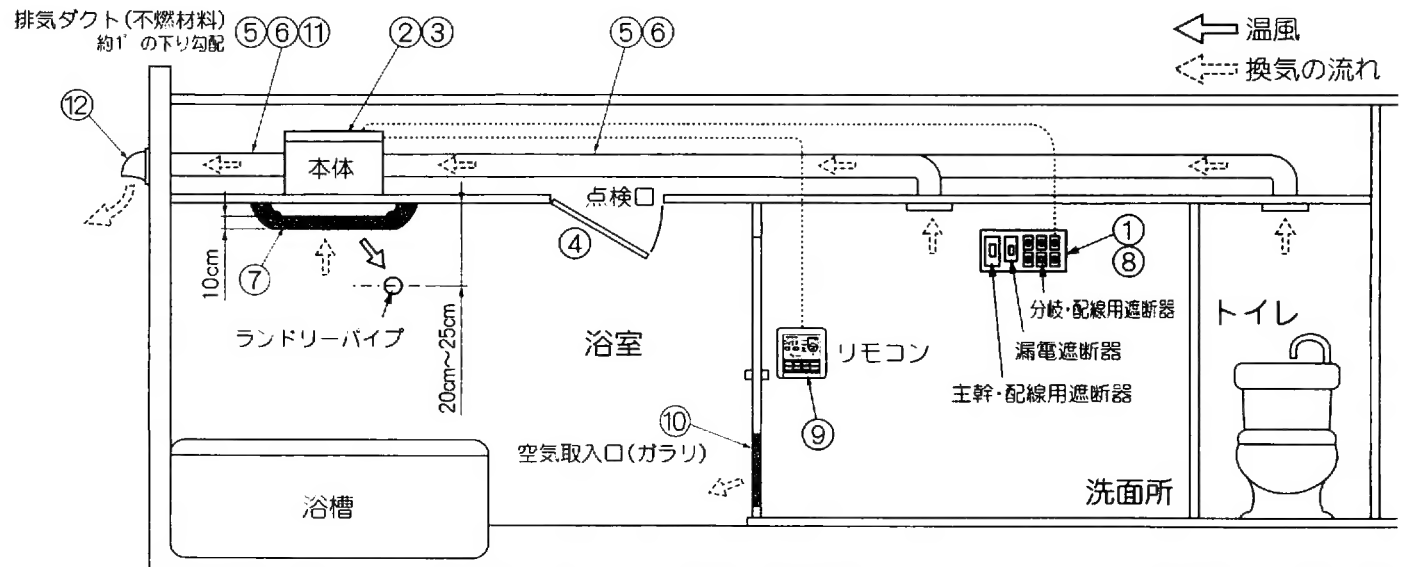 排気ダクト(不燃材料)
約1°の下り勾配
⑤⑥⑪
②③
⑤⑥
温風
換気の流れ
⑫
本体
点検口
④
⑦
10cm
ランドリーパイプ
20cm~25cm
浴室
①
⑧
分岐・配線用遮断器
漏電遮断器
主幹・配線用遮断器
リモコン
⑨
トイレ
⑩
空気取入口(ガラリ)
洗面所
浴槽